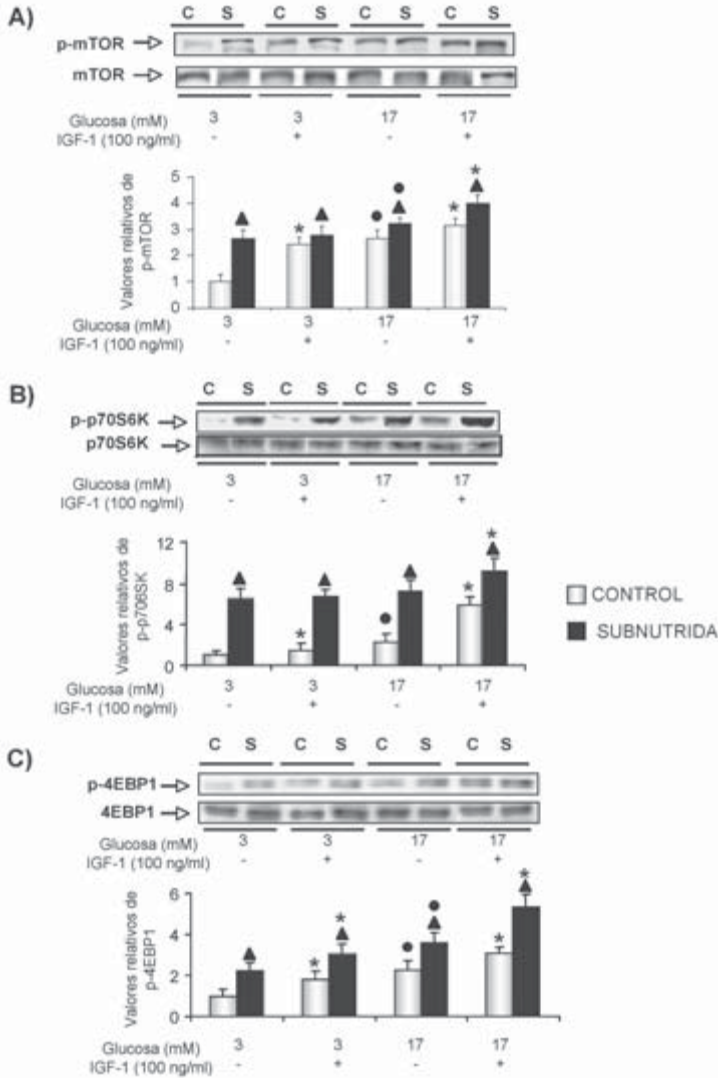 A)
C S C S C S C S
p-mTOR
mTOR
Glucosa (mM) 3 3 17 17
IGF-1 (100 ng/ml) - + - +
Valores relativos de
p-mTOR
5
4
3
2
1
0
Glucosa (mM) 3 3 17 17
IGF-1 (100 ng/ml) - + - +
B)
C S C S C S C S
p-p70S6K
p70S6K
Glucosa (mM) 3 3 17 17
IGF-1 (100 ng/ml) - + - +
Valores relativos de
p-p706SK
12
8
4
0
CONTROL
SUBNUTRIDA
Glucosa (mM) 3 3 17 17
IGF-1 (100 ng/ml) - + - +
C)
C S C S C S C S
p-4EBP1
4EBP1
Glucosa (mM) 3 3 17 17
IGF-1 (100 ng/ml) - + - +
Valores relativos de
p-4EBP1
6
4
2
0
Glucosa (mM) 3 3 17 17
IGF-1 (100 ng/ml) - + - +